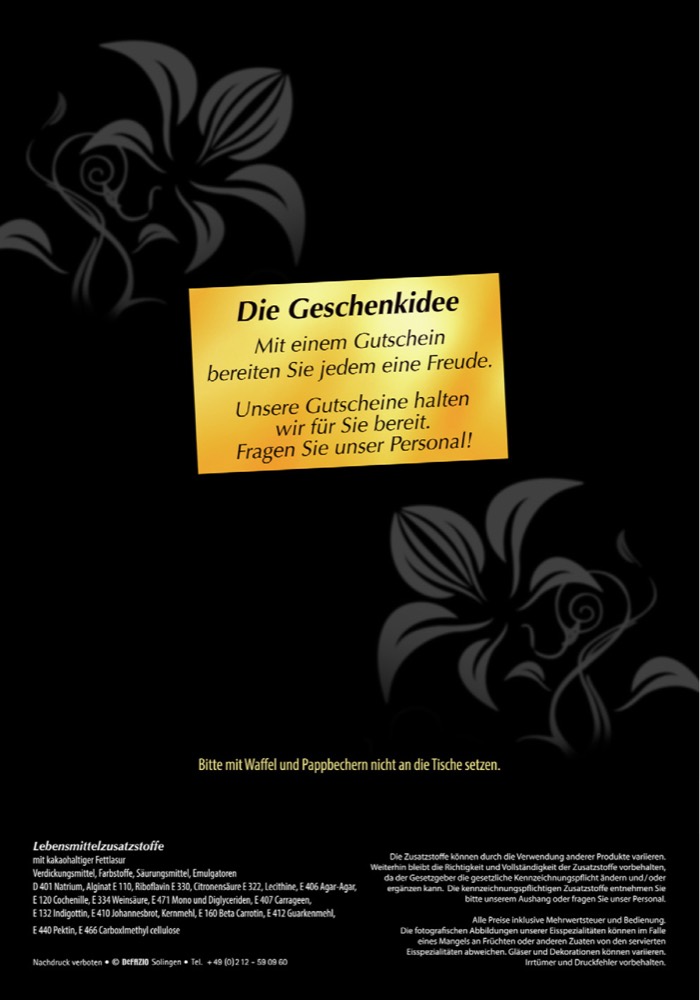 Die Geschenkidee
Mit einem Gutschein
bereiten Sie jedem eine Freude.
Unsere Gutscheine halten
wir für Sie bereit.
Fragen Sie unser Personal!
Bitte mit Waffel und Pappbechern nicht an die Tische setzen.
Lebensmittelzusatzstoffe
mit kakaohaltiger Fettlasur
Verdickungsmittel, Farbstoffe, Säurungsmittel, Emulgatoren
D 401 Natrium, Alginat E 110, Riboflavin E 330, Citronensäure E 322, Lecithine, E 406 Agar-Agar,
E 120 Cochenille, E 334 Weinsäure, E 471 Mono und Diglyceriden, E 407 Carrageen,
E 132 Indigottin, E 410 Johannesbrot, Kernmehl, E 160 Beta Carrotin, E 412 Guarkenmehl,
E 440 Pektin, E 466 Carboxlmethyl cellulose
Nachdruck verboten • © DeFAZIO Solingen • Tel. +49 (0)2 12 - 59 09 60
Die Zusatzstoffe können durch die Verwendung anderer Produkte variieren.
Weiterhin bleibt die Richtigkeit und Vollständigkeit der Zusatzstoffe vorbehalten,
da der Gesetzgeber die gesetzliche Kennzeichnungspflicht ändern und/oder
ergänzen kann. Die kennzeichnungspflichtigen Zusatzstoffe entnehmen Sie
bitte unserem Aushang oder fragen Sie unser Personal.
Alle Preise inklusive Mehrwertsteuer und Bedienung.
Die fotografischen Abbildungen unserer Eisspezialitäten können im Falle
eines Mangels an Früchten oder anderen Zuaten von den servierten
Eisspezialitäten abweichen. Gläser und Dekorationen können variieren.
Irrtümer und Druckfehler vorbehalten.